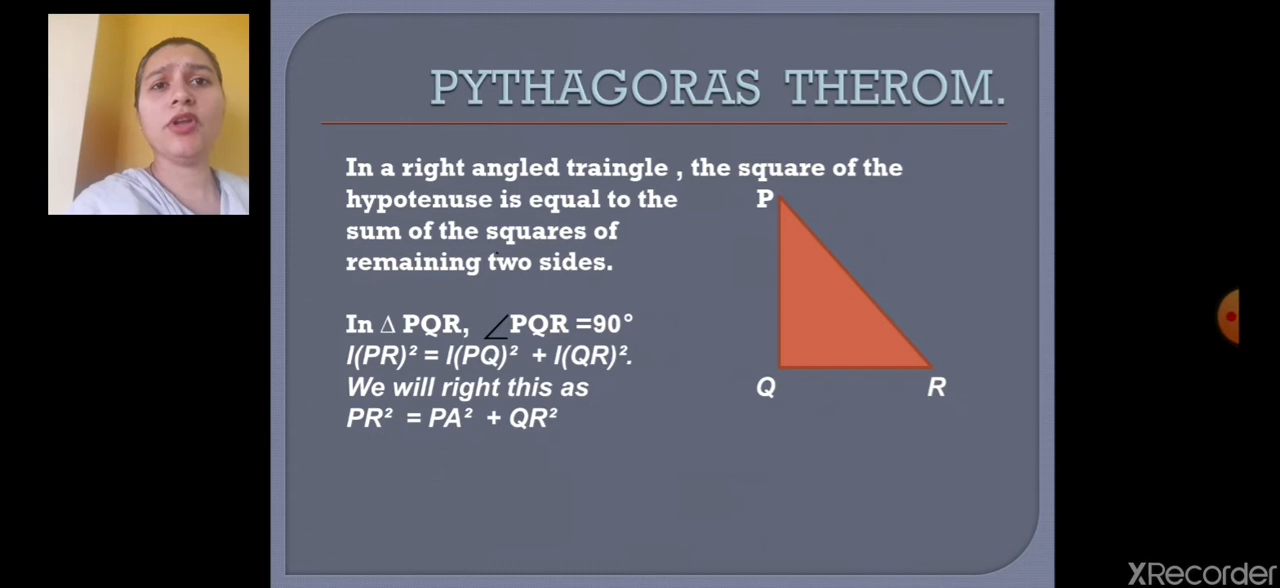 PYTHAGORAS THEROM.
In a right angled traingle , the square of the
hypotenuse is equal to the
sum of the squares of
remaining two sides.
P
In ∆ PQR, ∠PQR =90°
l(PR)² = l(PQ)² + l(QR)².
We will right this as
PR² = PA² + QR²
Q
R
XRecorder